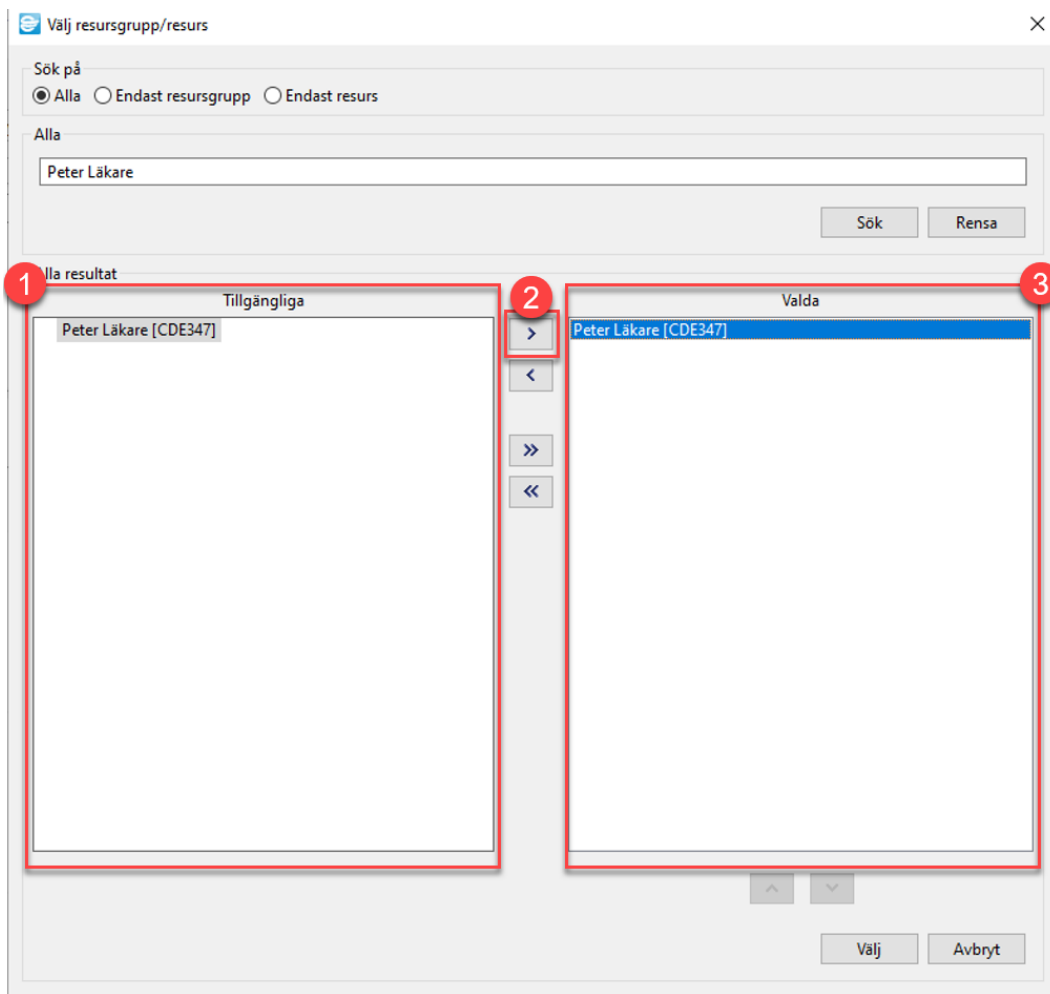 Välj resursgrupp/resurs
Sök på
Alla Endast resursgrupp Endast resurs
Alla
Peter Läkare
Sök Rensa
lla resultat
1 2 3
Tillgängliga Valda
Peter Läkare [CDE347] > Peter Läkare [CDE347]
<
>>
<<
Välj Avbryt